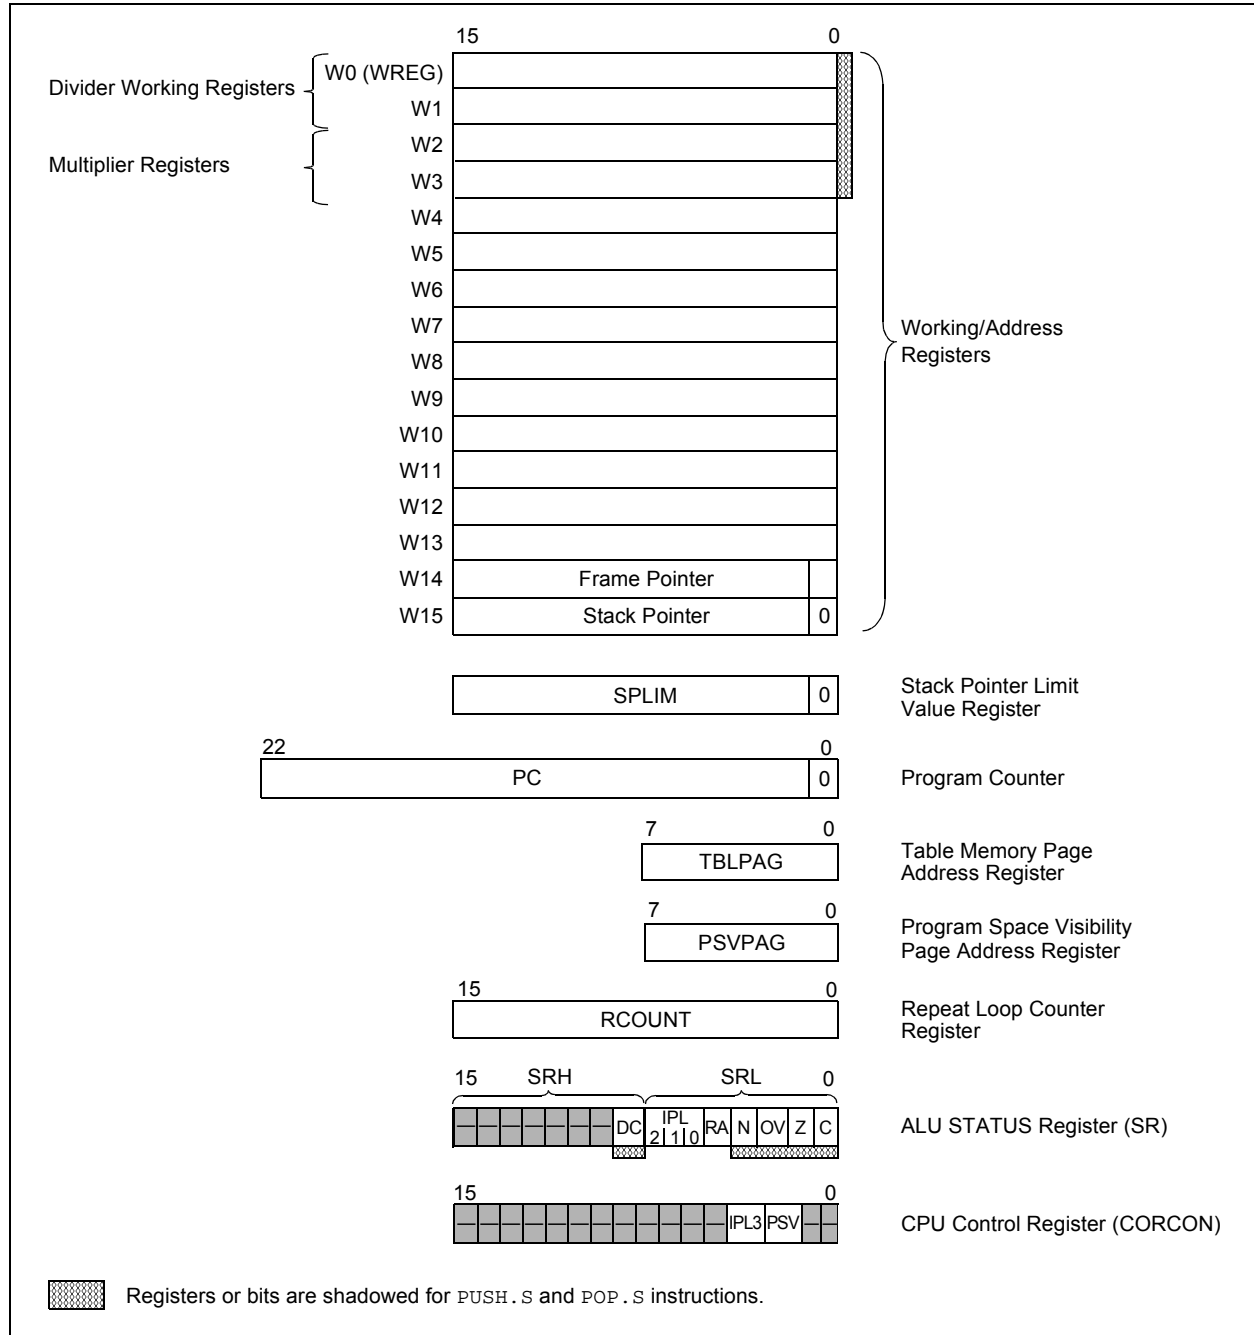 15 0
Divider Working Registers W0 (WREG)
W1
Multiplier Registers W2
W3
W4
W5
W6
W7
W8
W9
W10
W11
W12
W13
W14 Frame Pointer
W15 Stack Pointer 0
Working/Address
Registers
SPLIM 0
Stack Pointer Limit
Value Register
22 0
PC 0 Program Counter
7 0
TBLPAG
Table Memory Page
Address Register
7 0
PSVPAG
Program Space Visibility
Page Address Register
15 0
RCOUNT
Repeat Loop Counter
Register
15 SRH SRL 0
— — — — — — — DC IPL 2 1 0 RA N OV Z C ALU STATUS Register (SR)
15 0
— — — — — — — — — — — — IPL3 PSV — — CPU Control Register (CORCON)
Registers or bits are shadowed for PUSH.S and POP.S instructions.